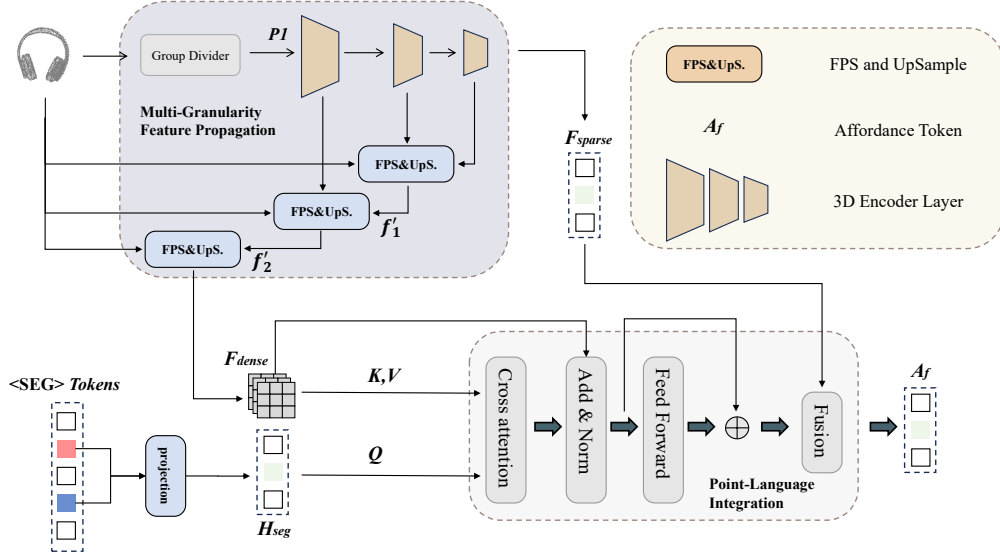 Group Divider
P1
Multi-Granularity
Feature Propagation
FPS&UpS.
FPS&UpS.
f′1
FPS&UpS.
f′2
Fsparse
FPS&UpS.
FPS and UpSample
Af
Affordance Token
3D Encoder Layer
Fdense
<SEG> Tokens
projection
Hseg
K,V
Q
Cross attention
Add & Norm
Feed Forward
Fusion
Point-Language
Integration
Af